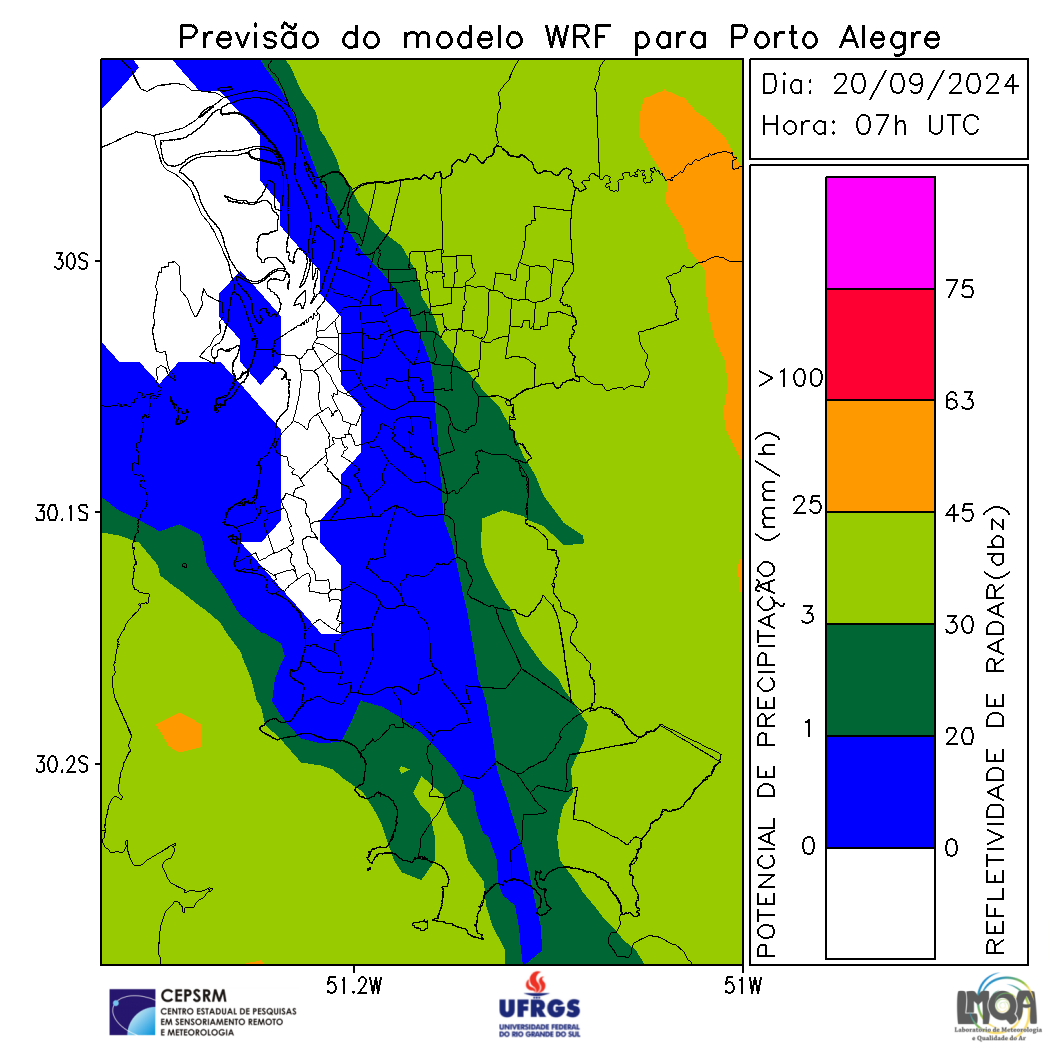 Previsão do modelo WRF para Porto Alegre
Dia: 20/09/2024
Hora: 07h UTC
30S
30.1S
30.2S
51.2W
51W
POTENCIAL DE PRECIPITAÇÃO (mm/h)
>100
25
3
1
0
75
63
45
30
20
0
REFLETIVIDADE DE RADAR(dbz)
CEPSRM
CENTRO ESTADUAL DE PESQUISAS
EM SENSORIAMENTO REMOTO
E METEOROLOGIA
UFRGS
UNIVERSIDADE FEDERAL
DO RIO GRANDE DO SUL
LMQA
Laboratório de Meteorologia
e Qualidade do Ar